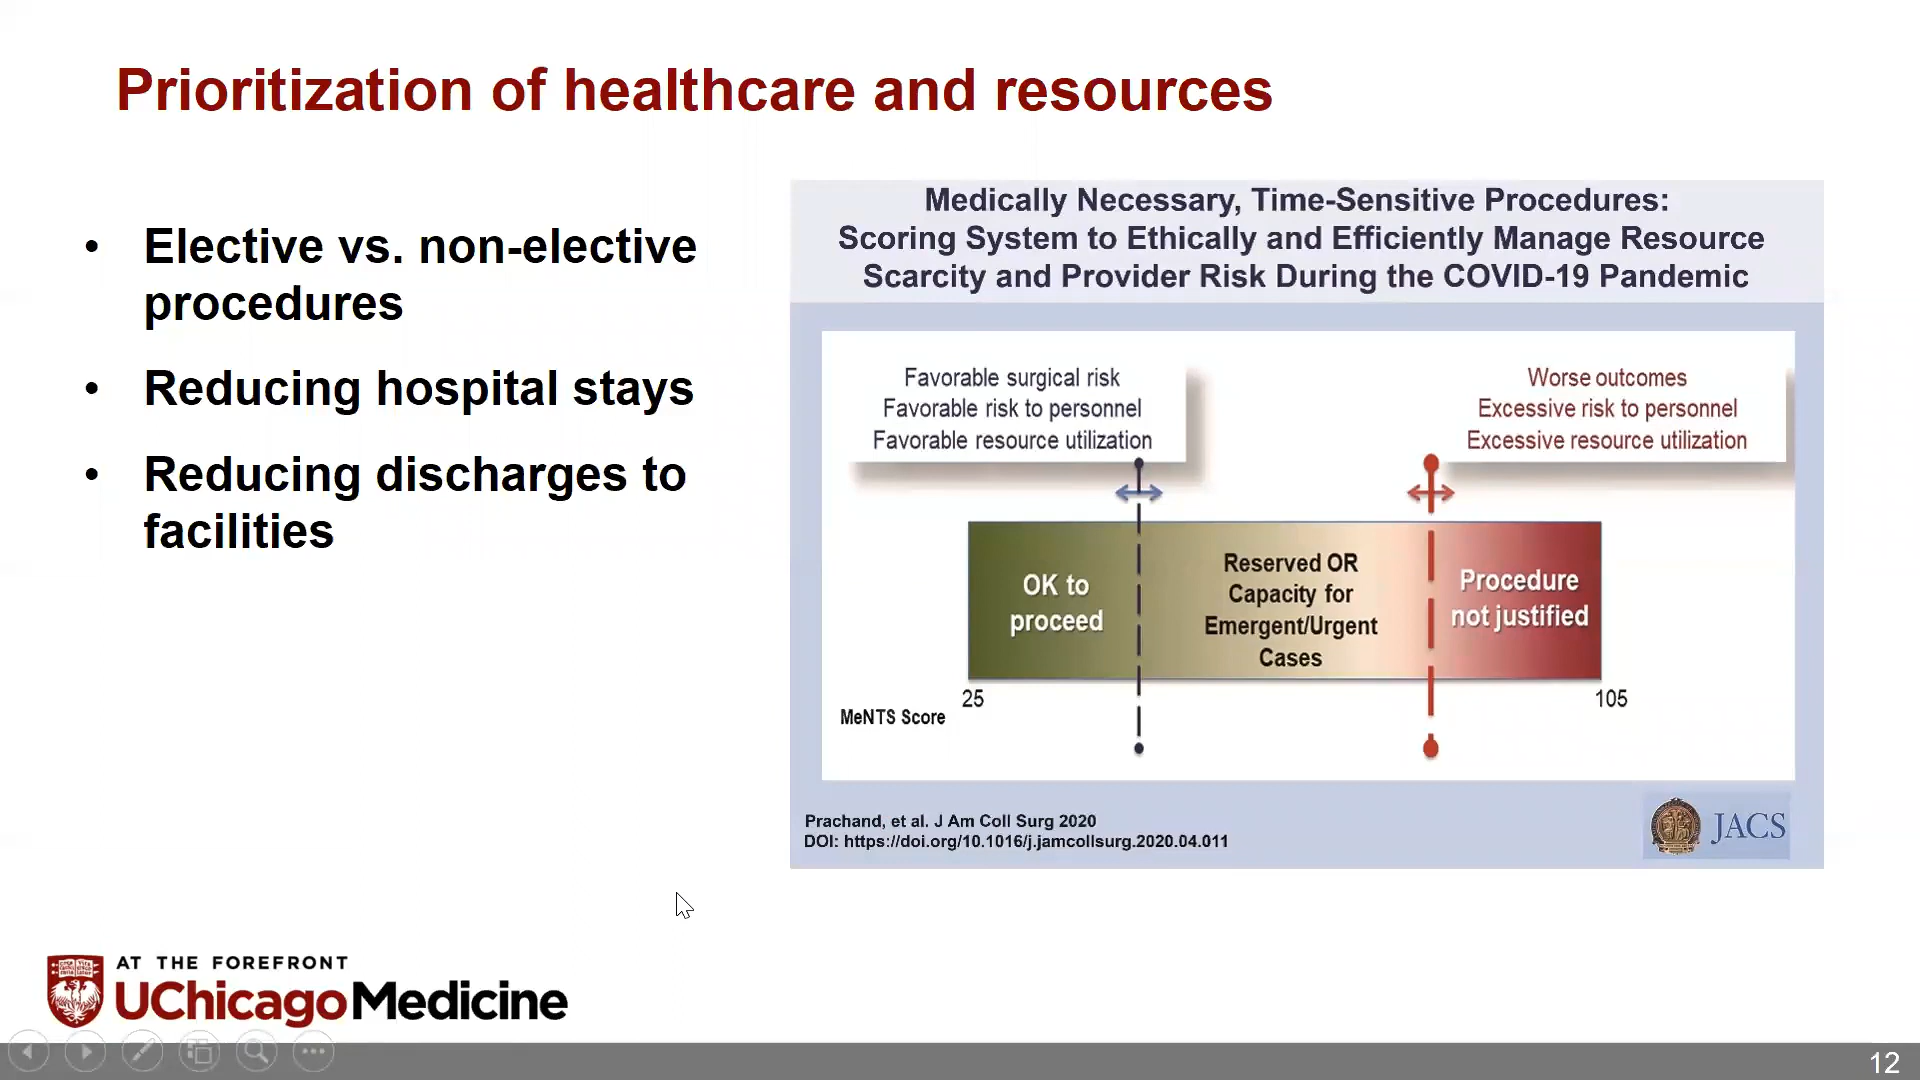 Prioritization of healthcare and resources
• Elective vs. non-elective
procedures
• Reducing hospital stays
• Reducing discharges to
facilities
Medically Necessary, Time-Sensitive Procedures:
Scoring System to Ethically and Efficiently Manage Resource
Scarcity and Provider Risk During the COVID-19 Pandemic
Favorable surgical risk
Favorable risk to personnel
Favorable resource utilization
Worse outcomes
Excessive risk to personnel
Excessive resource utilization
OK to
proceed
Reserved OR
Capacity for
Emergent/Urgent
Cases
Procedure
not justified
25
105
MeNTS Score
Prachand, et al. J Am Coll Surg 2020
DOI: https://doi.org/10.1016/j.jamcollsurg.2020.04.011
JACS
AT THE FOREFRONT
UChicagoMedicine
12